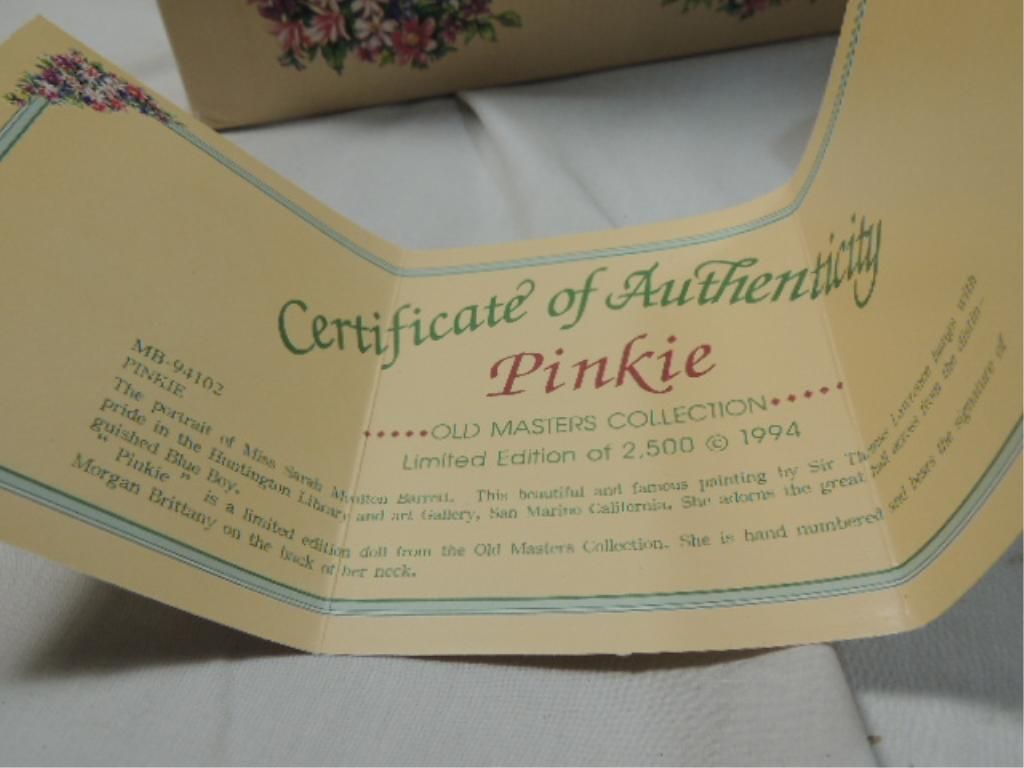 Certificate of Authenticity
Pinkie
OLD MASTERS COLLECTION
Limited Edition of 2,500 © 1994
MB-94102
PINKIE
The portrait of Miss Sarah Moulton Barrett. This beautiful and famous painting by Sir Thomas Lawrence hangs with
pride in the Huntington Library and art Gallery, San Marino California. She adorns the great hall across from the distin-
guished Blue Boy.
" Pinkie " is a limited edition doll from the Old Masters Collection. She is hand numbered and bears the signature of
Morgan Brittany on the back of her neck.